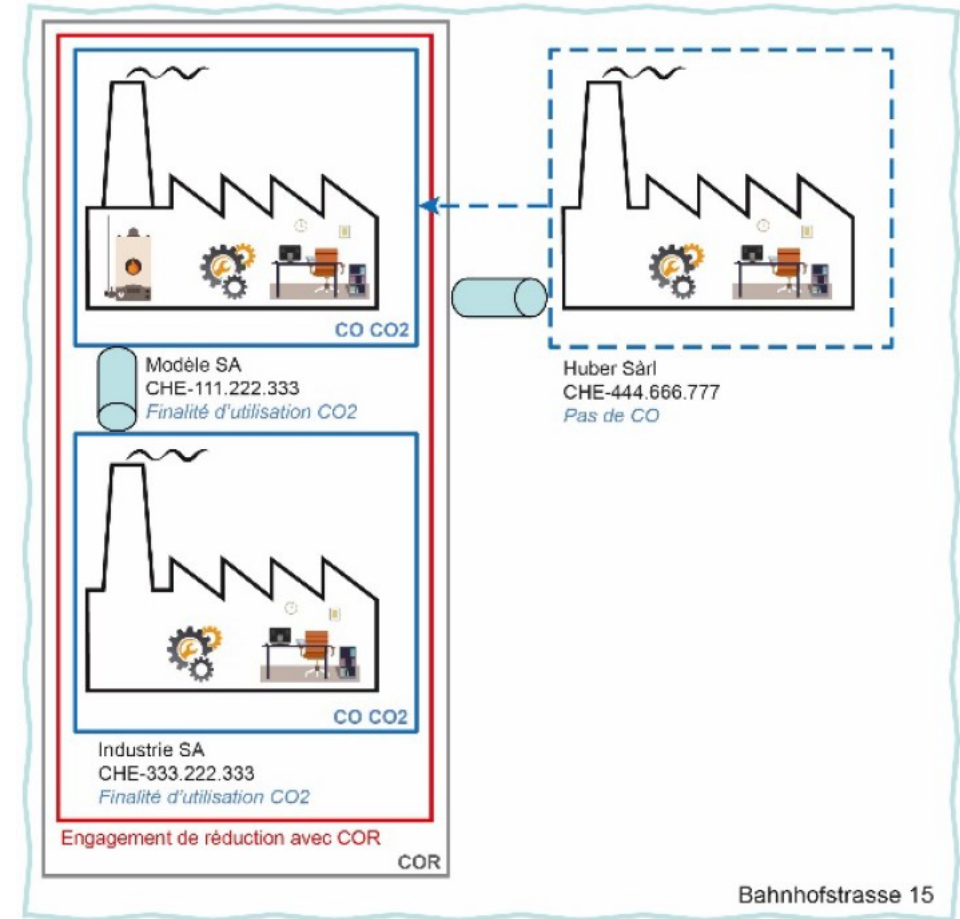 CO CO2
Modèle SA
CHE-111.222.333
Finalité d'utilisation CO2
Huber Sàrl
CHE-444.666.777
Pas de CO
CO CO2
Industrie SA
CHE-333.222.333
Finalité d'utilisation CO2
Engagement de réduction avec COR
COR
Bahnhofstrasse 15